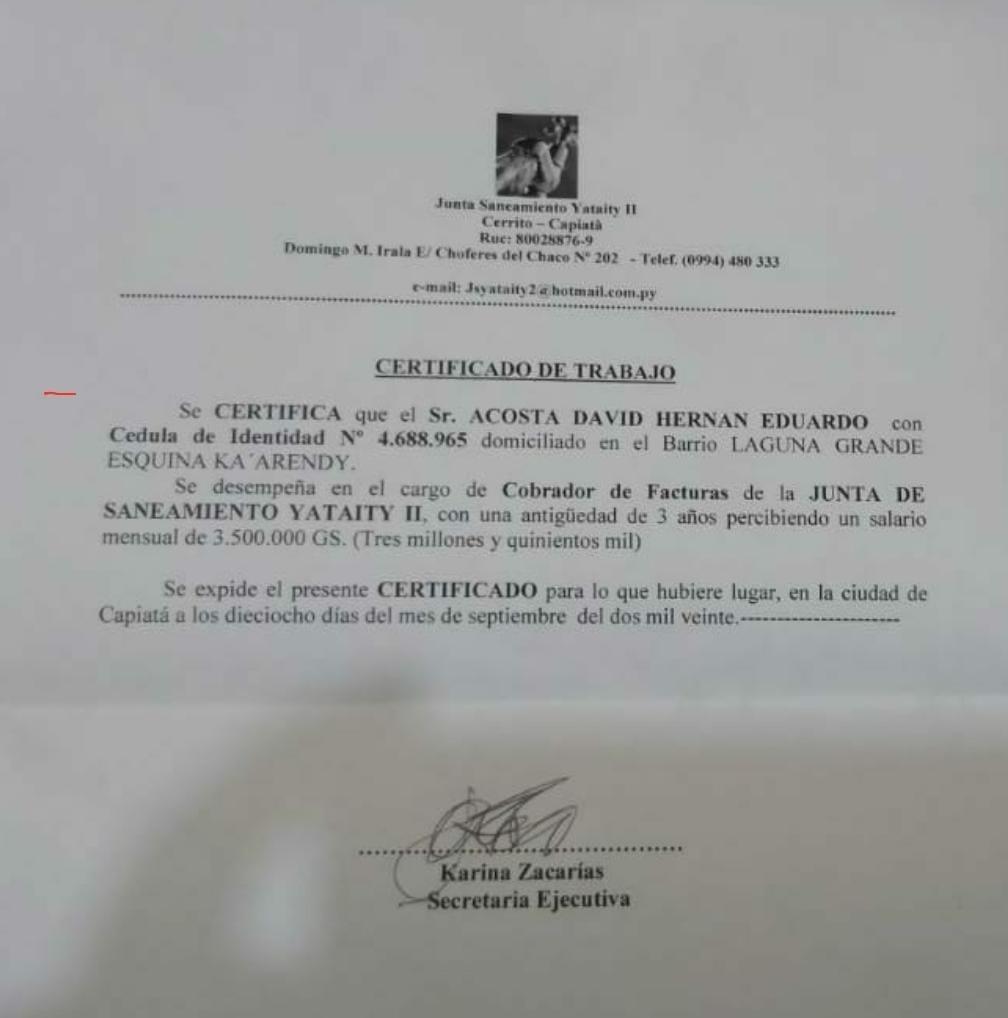 Junta Saneamiento Yataity II
Cerrito – Capiatà
Ruc: 80028876-9
Domingo M. Irala E/ Choferes del Chaco Nº 202 - Telef. (0994) 480 333
e-mail: Jsyataity2@hotmail.com.py
CERTIFICADO DE TRABAJO
Se CERTIFICA que el Sr. ACOSTA DAVID HERNAN EDUARDO con
Cedula de Identidad Nº 4.688.965 domiciliado en el Barrio LAGUNA GRANDE
ESQUINA KA´ARENDY.
Se desempeña en el cargo de Cobrador de Facturas de la JUNTA DE
SANEAMIENTO YATAITY II, con una antigüedad de 3 años percibiendo un salario
mensual de 3.500.000 GS. (Tres millones y quinientos mil)
Se expide el presente CERTIFICADO para lo que hubiere lugar, en la ciudad de
Capiatá a los dieciocho días del mes de septiembre del dos mil veinte.----------------------
Karina Zacarías
Secretaria Ejecutiva